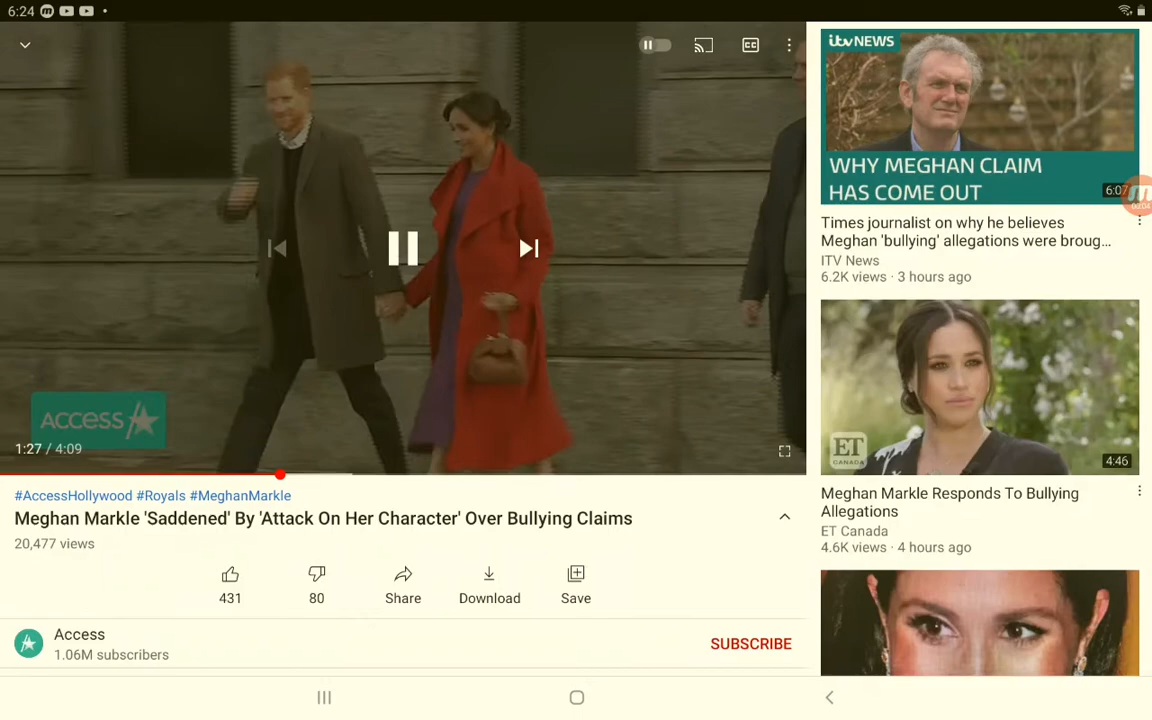 6:24
CC
ACCESS
1:27 / 4:09
#AccessHollywood #Royals #MeghanMarkle
Meghan Markle 'Saddened' By 'Attack On Her Character' Over Bullying Claims
20,477 views
431
80
Share
Download
Save
Access
1.06M subscribers
SUBSCRIBE
itv NEWS
WHY MEGHAN CLAIM
HAS COME OUT
6:07
Times journalist on why he believes
Meghan 'bullying' allegations were broug...
ITV News
6.2K views · 3 hours ago
ET
CANADA
4:46
Meghan Markle Responds To Bullying
Allegations
ET Canada
4.6K views · 4 hours ago